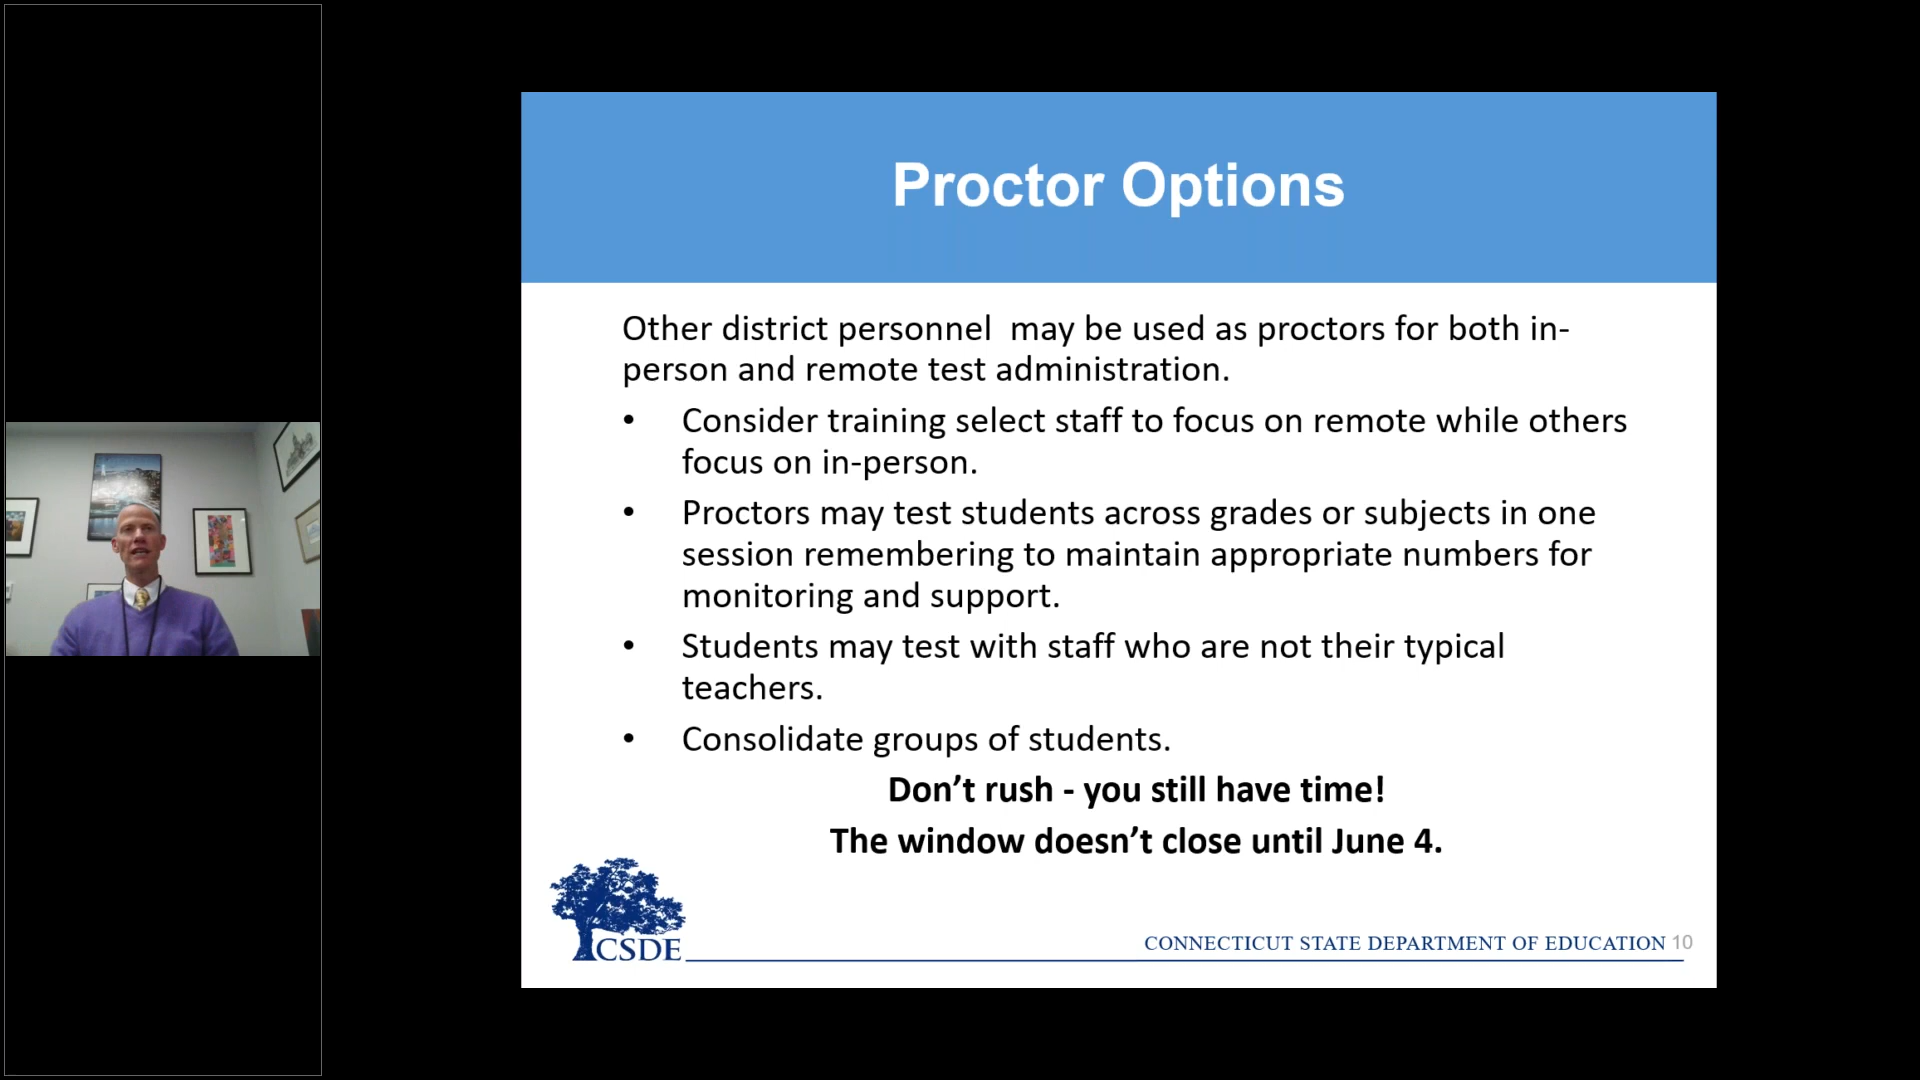 Proctor Options
Other district personnel  may be used as proctors for both in-
person and remote test administration.
• Consider training select staff to focus on remote while others
focus on in-person.
• Proctors may test students across grades or subjects in one
session remembering to maintain appropriate numbers for
monitoring and support.
• Students may test with staff who are not their typical
teachers.
• Consolidate groups of students.
Don’t rush - you still have time!
The window doesn’t close until June 4.
CSDE
CONNECTICUT STATE DEPARTMENT OF EDUCATION 10